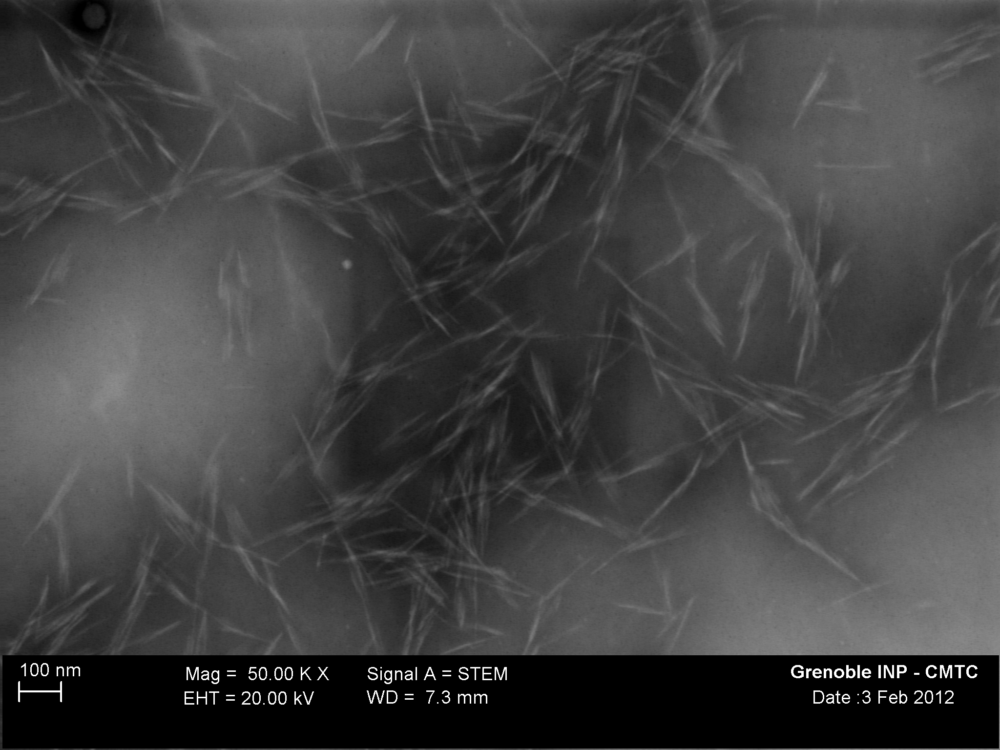 100 nm
Mag = 50.00 K X
EHT = 20.00 kV
Signal A = STEM
WD = 7.3 mm
Grenoble INP - CMTC
Date :3 Feb 2012